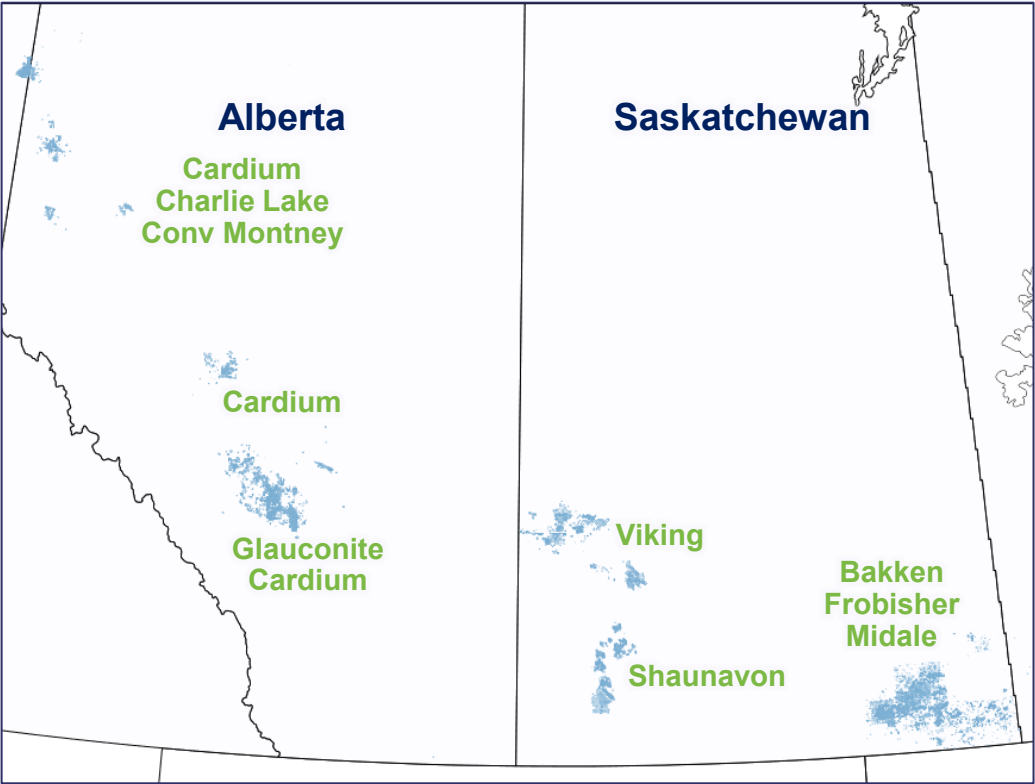 Alberta
Saskatchewan
Cardium
Charlie Lake
Conv Montney
Cardium
Glauconite
Cardium
Viking
Bakken
Frobisher
Midale
Shaunavon